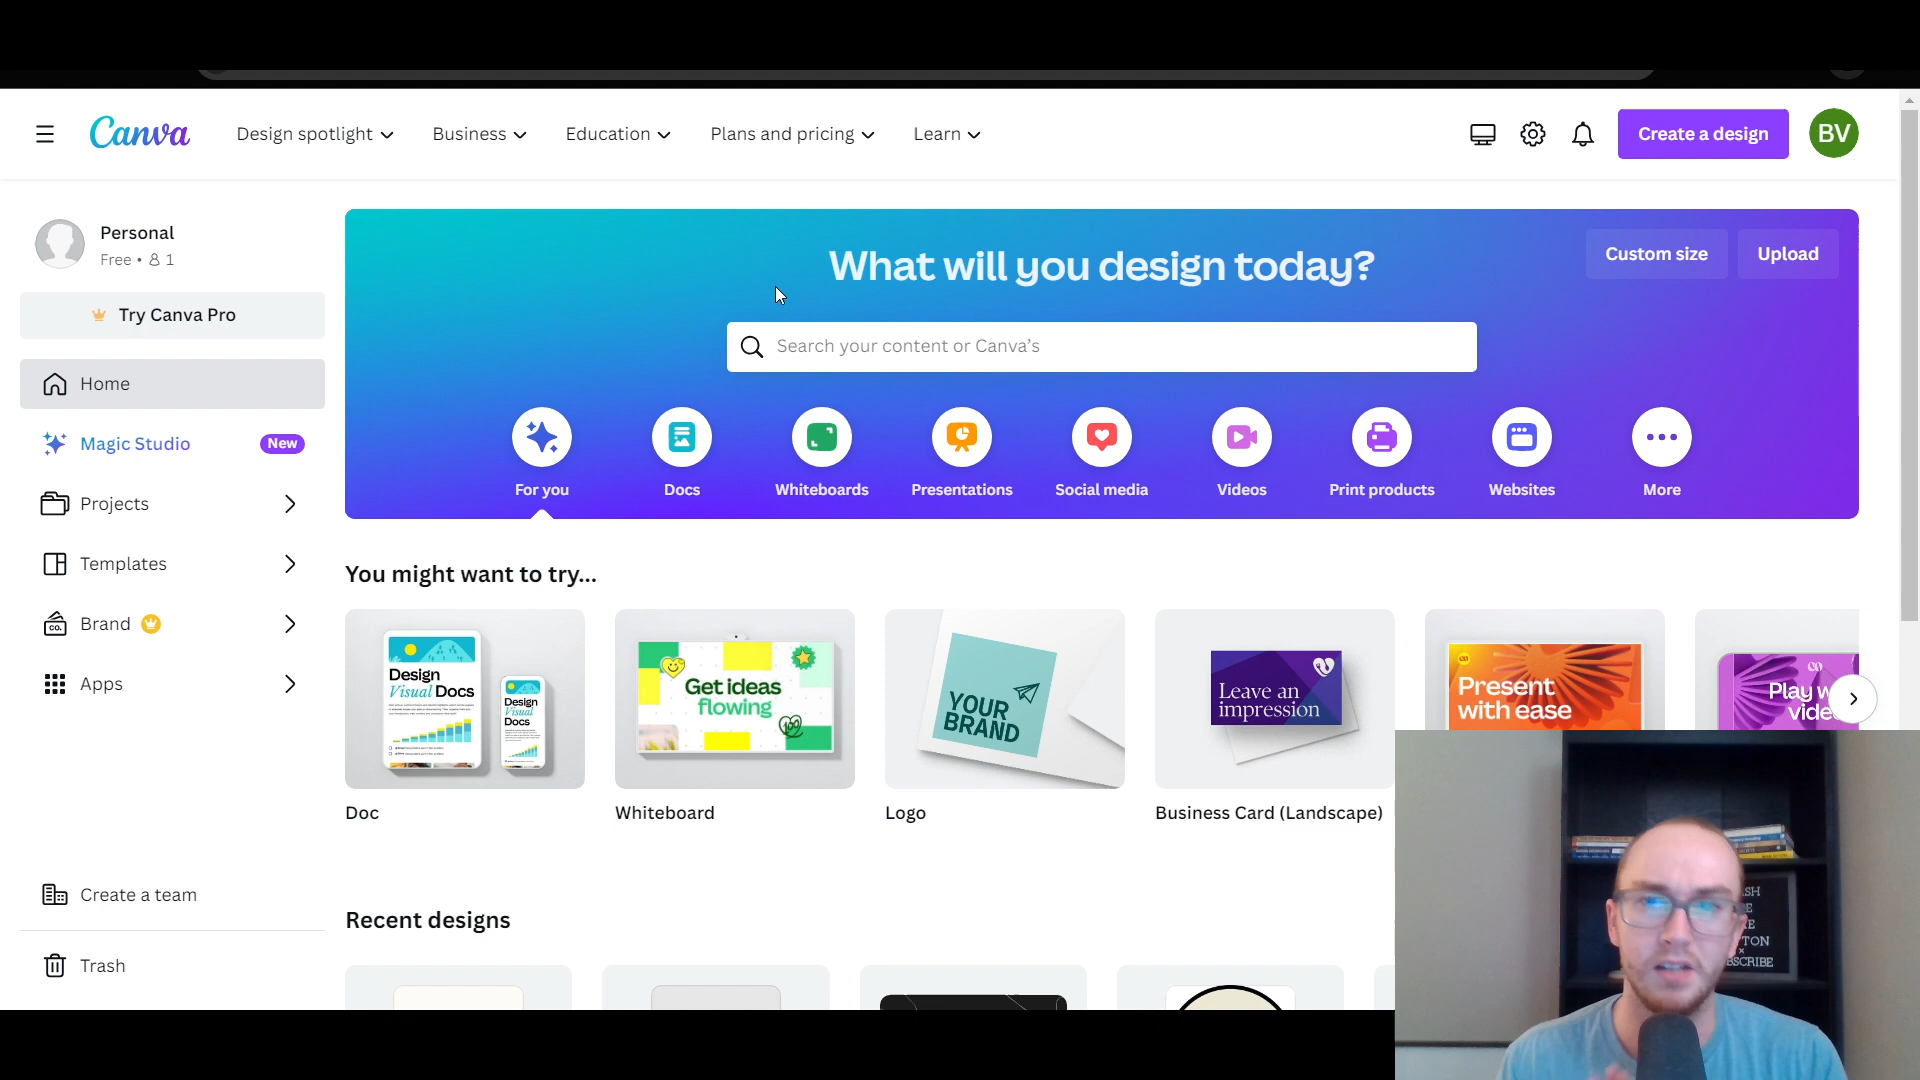 Canva
Design spotlight
Business
Education
Plans and pricing
Learn
Create a design
BV
Personal
Free • 1
Try Canva Pro
Home
Magic Studio
New
Projects
Templates
Brand
CO.
Apps
Create a team
Trash
What will you design today?
Custom size
Upload
Search your content or Canva’s
For you
Docs
Whiteboards
Presentations
Social media
Videos
Print products
Websites
More
You might want to try...
Design
Visual Docs
Design
Visual
Docs
Doc
Get ideas
flowing
100
Whiteboard
YOUR
BRAND
Logo
Leave an
impression
Business Card (Landscape)
Present
with ease
Play
vide
Recent designs